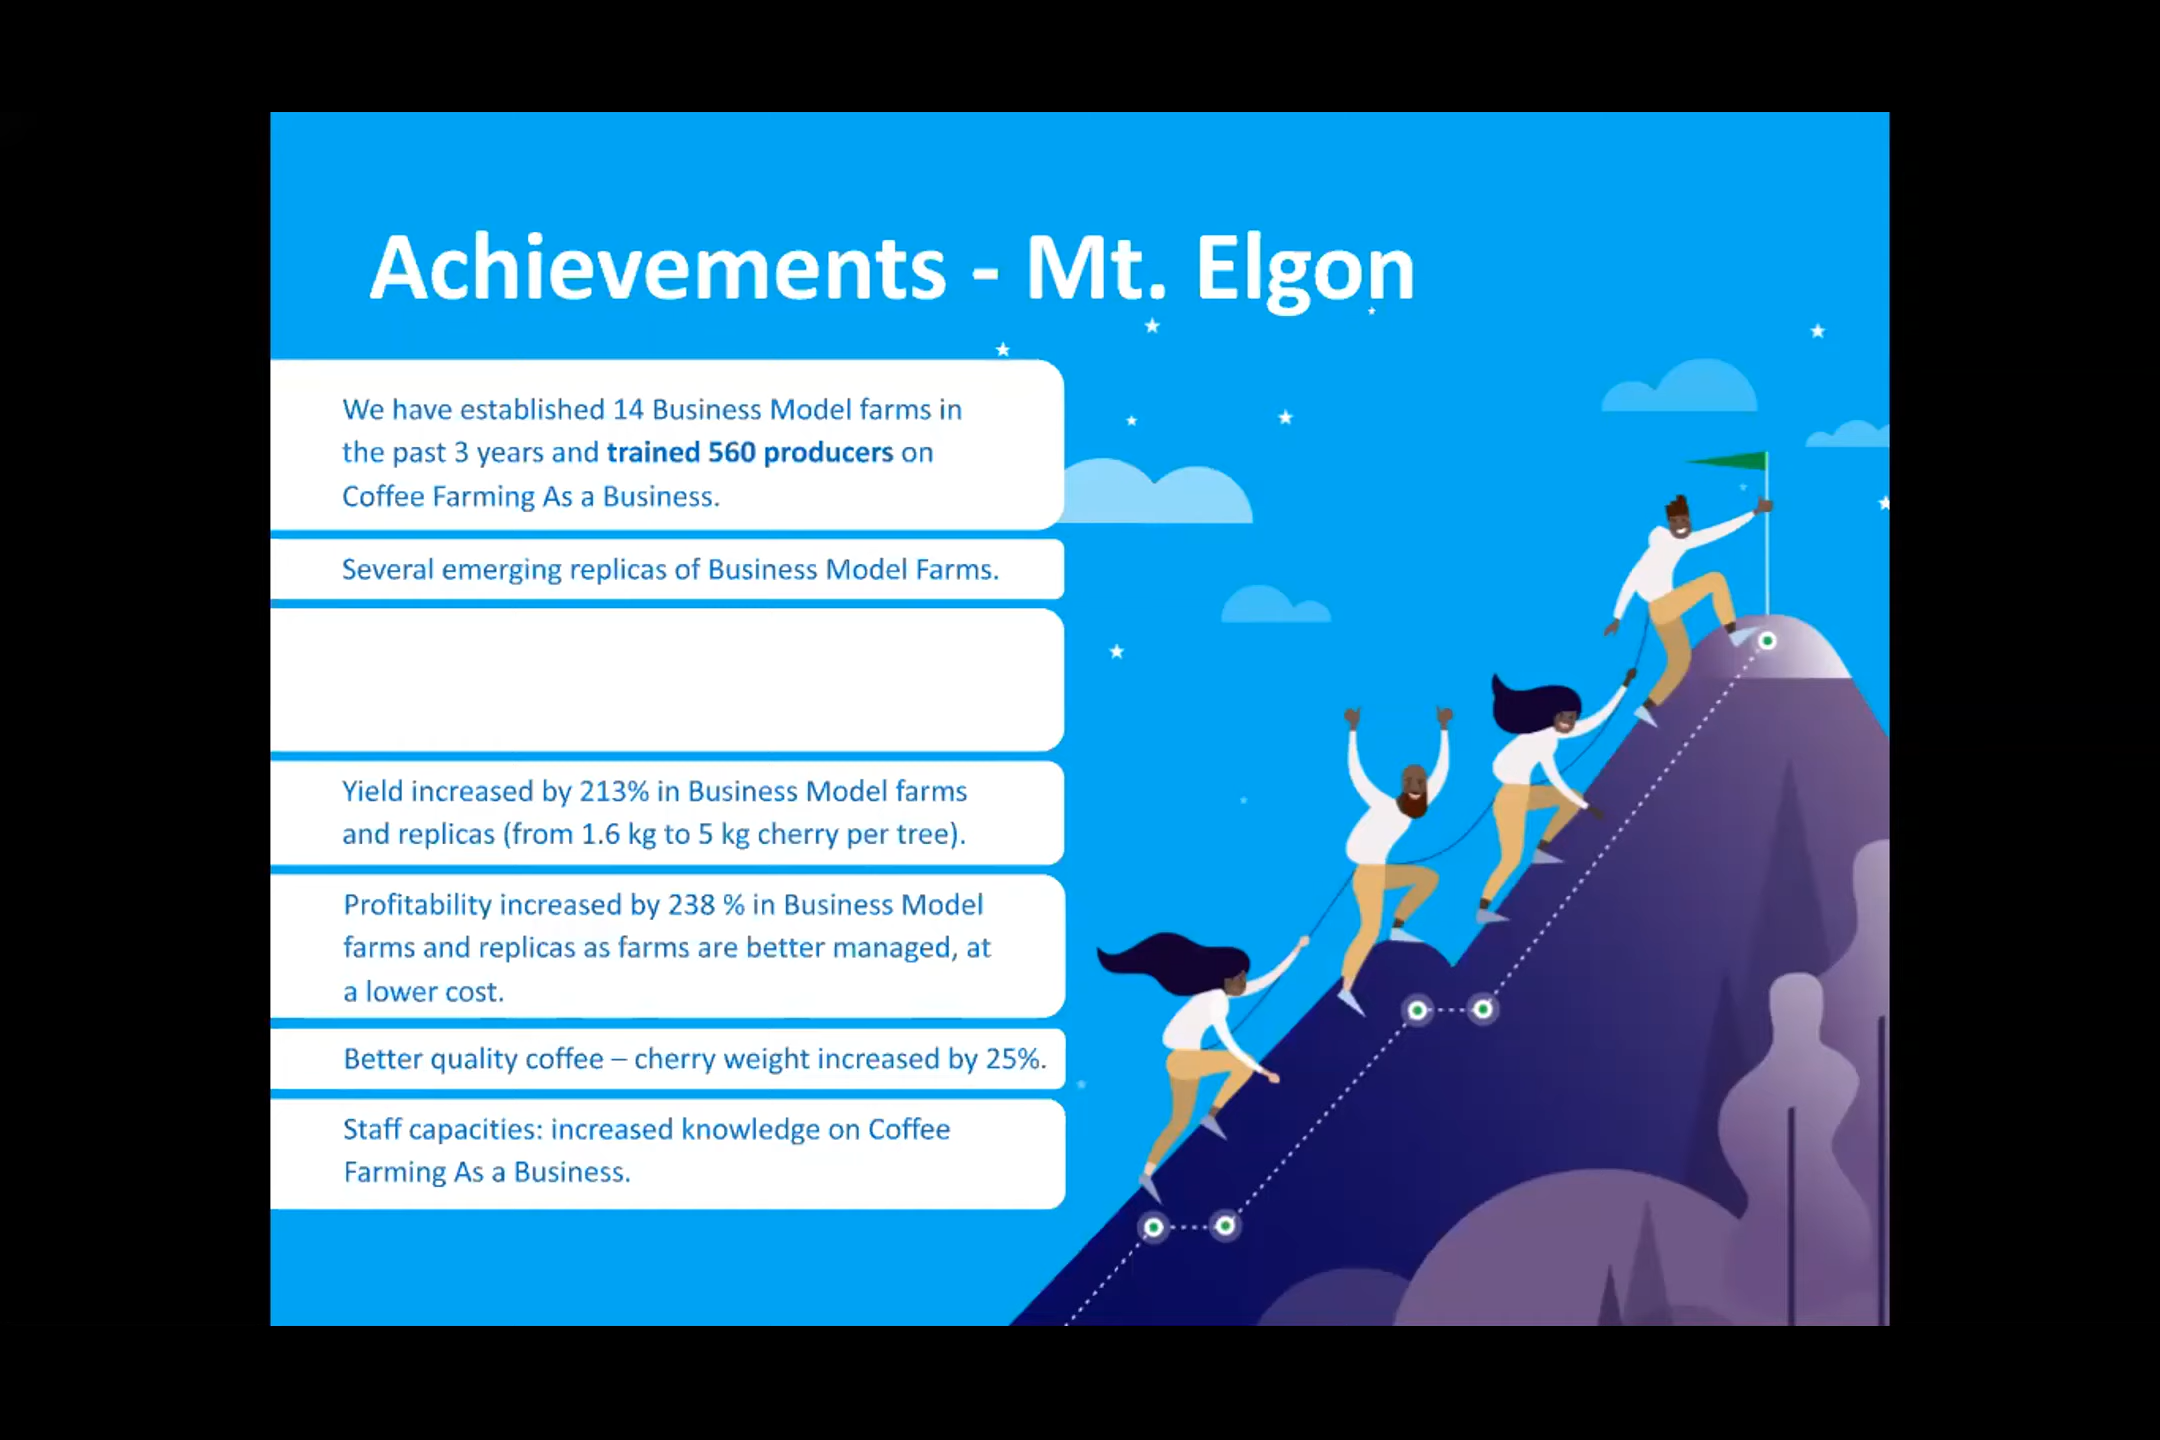 Achievements - Mt. Elgon
We have established 14 Business Model farms in
the past 3 years and trained 560 producers on
Coffee Farming As a Business.
Several emerging replicas of Business Model Farms.
Yield increased by 213% in Business Model farms
and replicas (from 1.6 kg to 5 kg cherry per tree).
Profitability increased by 238 % in Business Model
farms and replicas as farms are better managed, at
a lower cost.
Better quality coffee – cherry weight increased by 25%.
Staff capacities: increased knowledge on Coffee
Farming As a Business.